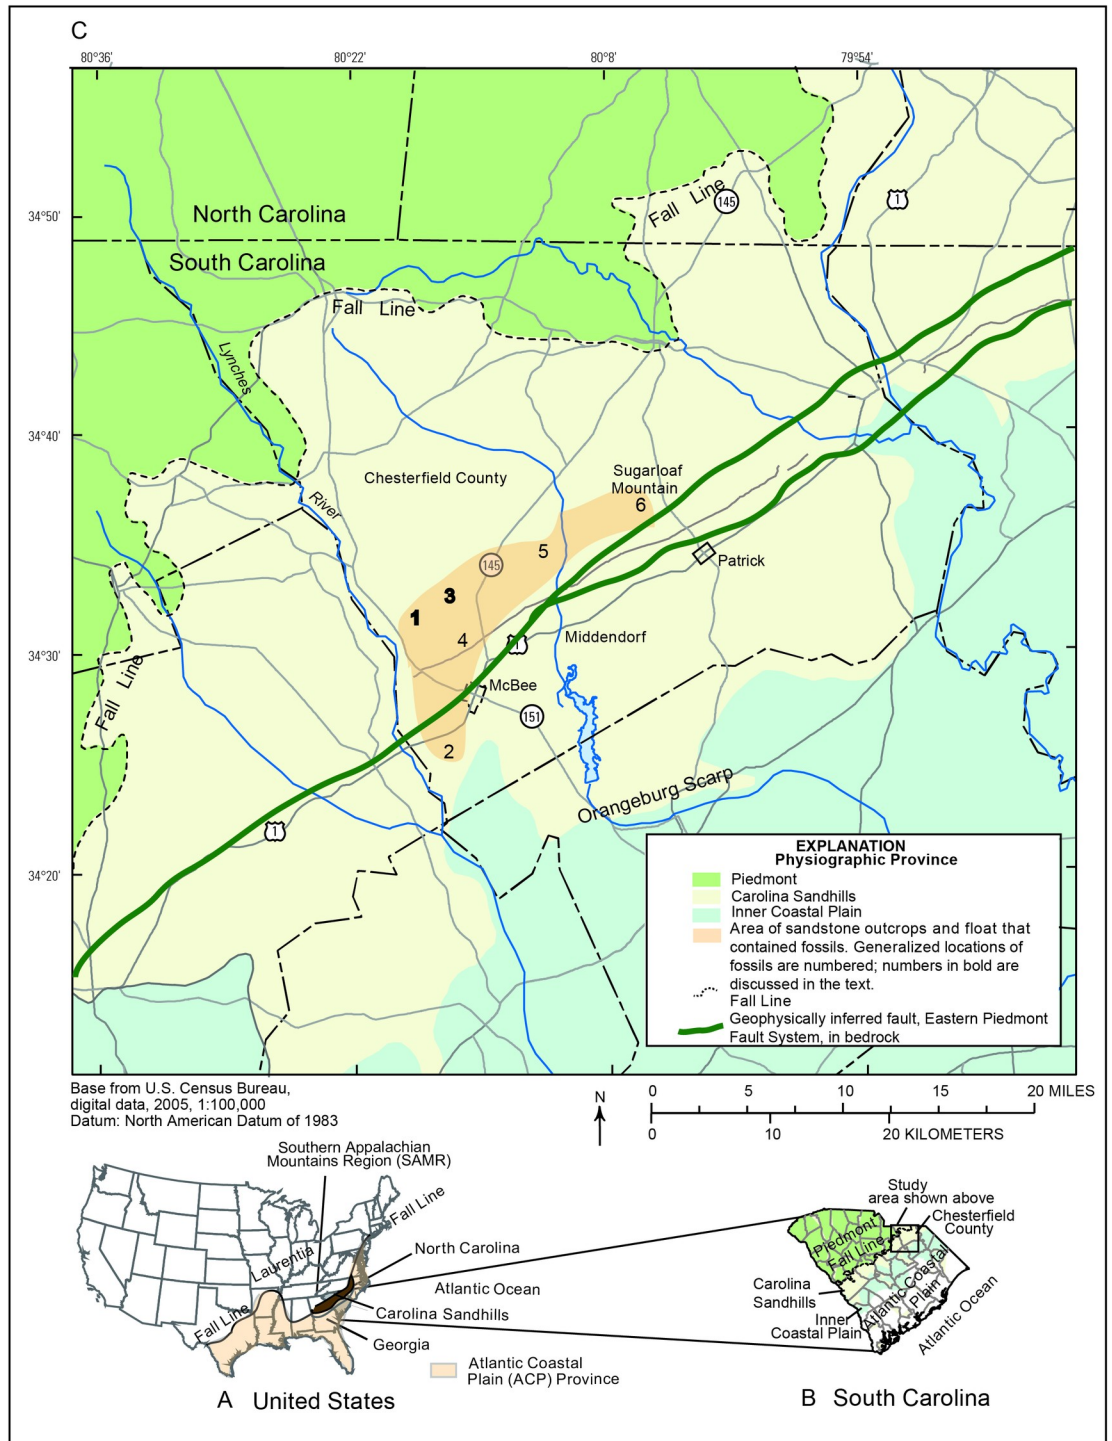 C
80°36'
80°22'
80°8'
79°54'
Fall Line
145
1
34°50'
North Carolina
South Carolina
Fall Line
Lynches
34°40'
Chesterfield County
Sugarloaf
Mountain
6
River
5
145
Patrick
3
1
4
1
Middendorf
34°30'
McBee
151
Fall Line
2
Orangeburg Scarp
1
34°20'
EXPLANATION
Physiographic Province
Piedmont
Carolina Sandhills
Inner Coastal Plain
Area of sandstone outcrops and float that
contained fossils. Generalized locations of
fossils are numbered; numbers in bold are
discussed in the text.
Fall Line
Geophysically inferred fault, Eastern Piedmont
Fault System, in bedrock
Base from U.S. Census Bureau,
digital data, 2005, 1:100,000
Datum: North American Datum of 1983
N
0 5 10 15 20 MILES
0 10 20 KILOMETERS
Southern Appalachian
Mountains Region (SAMR)
Fall Line
Laurentia
North Carolina
Atlantic Ocean
Carolina Sandhills
Fall Line
Georgia
Atlantic Coastal
Plain (ACP) Province
A United States
Study
area shown above
Chesterfield
County
Piedmont
Fall Line
Carolina
Sandhills
Atlantic Coastal
Plain
Inner
Coastal Plain
Atlantic Ocean
B South Carolina